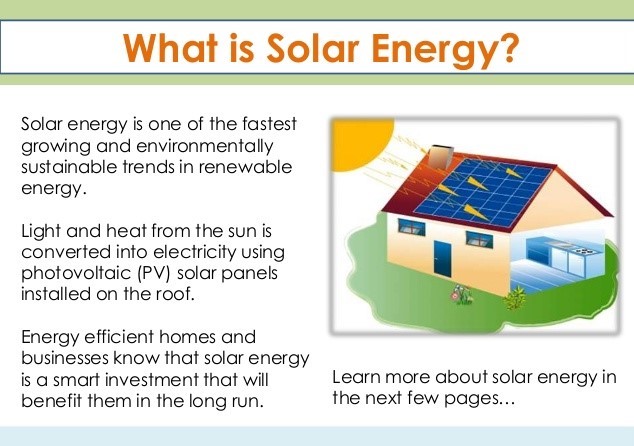 What is Solar Energy?
Solar energy is one of the fastest
growing and environmentally
sustainable trends in renewable
energy.
Light and heat from the sun is
converted into electricity using
photovoltaic (PV) solar panels
installed on the roof.
Energy efficient homes and
businesses know that solar energy
is a smart investment that will
benefit them in the long run.
Learn more about solar energy in
the next few pages…